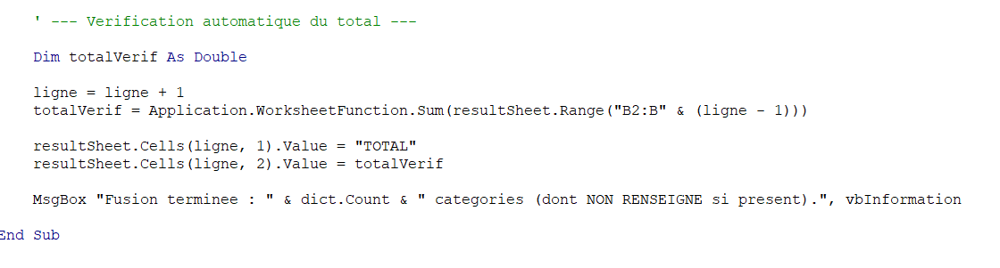 ' --- Verification automatique du total ---
Dim totalVerif As Double
ligne = ligne + 1
totalVerif = Application.WorksheetFunction.Sum(resultSheet.Range("B2:B" & (ligne - 1)))
resultSheet.Cells(ligne, 1).Value = "TOTAL"
resultSheet.Cells(ligne, 2).Value = totalVerif
MsgBox "Fusion terminee : " & dict.Count & " categories (dont NON RENSEIGNE si present).", vbInformation
End Sub